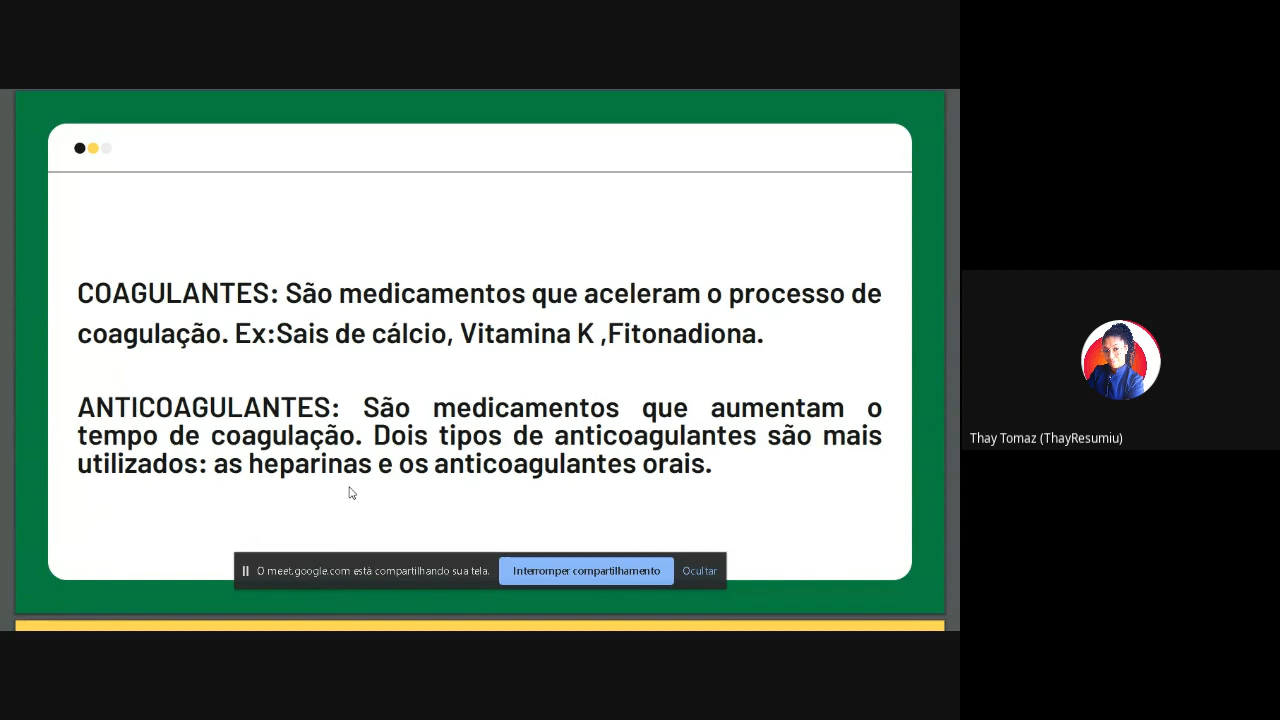 COAGULANTES: São medicamentos que aceleram o processo de
coagulação. Ex:Sais de cálcio, Vitamina K ,Fitonadiona.
ANTICOAGULANTES: São medicamentos que aumentam o
tempo de coagulação. Dois tipos de anticoagulantes são mais
utilizados: as heparinas e os anticoagulantes orais.
O meet.google.com está compartilhando sua tela. Interromper compartilhamento Ocultar
Thay Tomaz (ThayResumiu)